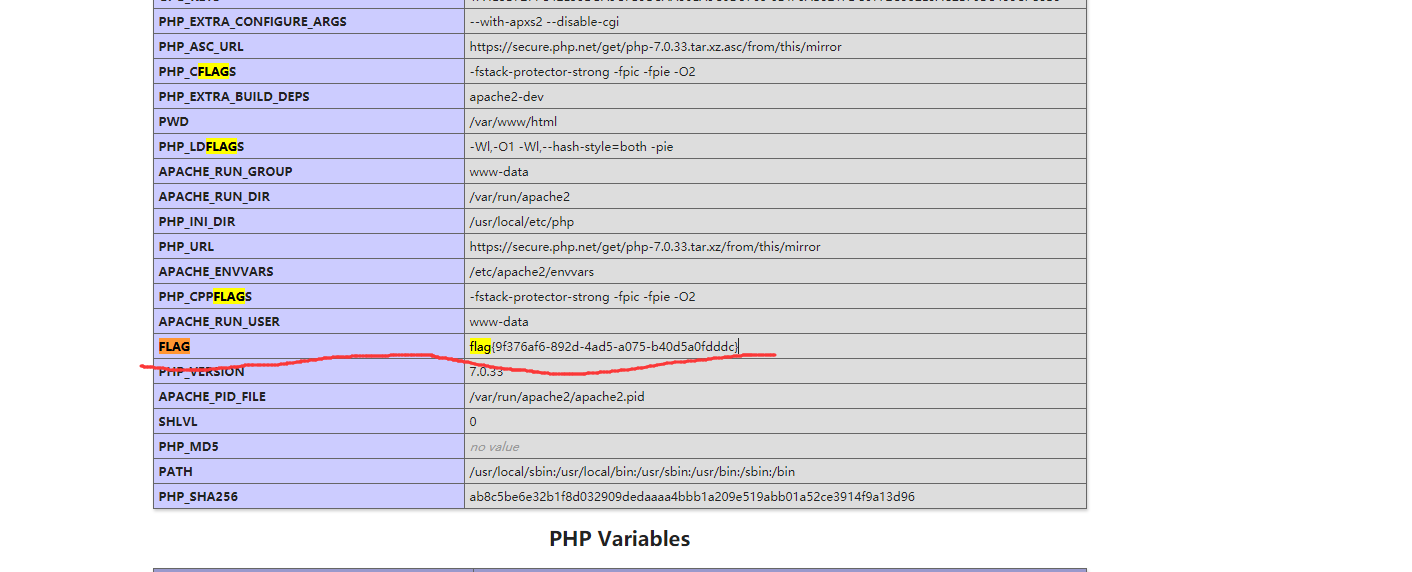 PHP_EXTRA_CONFIGURE_ARGS --with-apxs2 --disable-cgi
PHP_ASC_URL https://secure.php.net/get/php-7.0.33.tar.xz.asc/from/this/mirror
PHP_CFLAGS -fstack-protector-strong -fpic -fpie -O2
PHP_EXTRA_BUILD_DEPS apache2-dev
PWD /var/www/html
PHP_LDFLAGS -Wl,-O1 -Wl,--hash-style=both -pie
APACHE_RUN_GROUP www-data
APACHE_RUN_DIR /var/run/apache2
PHP_INI_DIR /usr/local/etc/php
PHP_URL https://secure.php.net/get/php-7.0.33.tar.xz/from/this/mirror
APACHE_ENVVARS /etc/apache2/envvars
PHP_CPPFLAGS -fstack-protector-strong -fpic -fpie -O2
APACHE_RUN_USER www-data
FLAG flag{9f376af6-892d-4ad5-a075-b40d5a0fdddc}
PHP_VERSION 7.0.33
APACHE_PID_FILE /var/run/apache2/apache2.pid
SHLVL 0
PHP_MD5 no value
PATH /usr/local/sbin:/usr/local/bin:/usr/sbin:/usr/bin:/sbin:/bin
PHP_SHA256 ab8c5be6e32b1f8d032909dedaaaa4bbb1a209e519abb01a52ce3914f9a13d96
PHP Variables